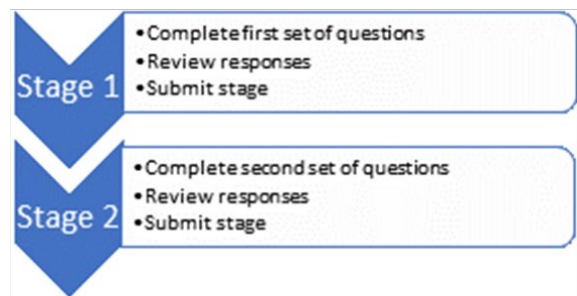 Stage 1
•Complete first set of questions
•Review responses
•Submit stage
Stage 2
•Complete second set of questions
•Review responses
•Submit stage